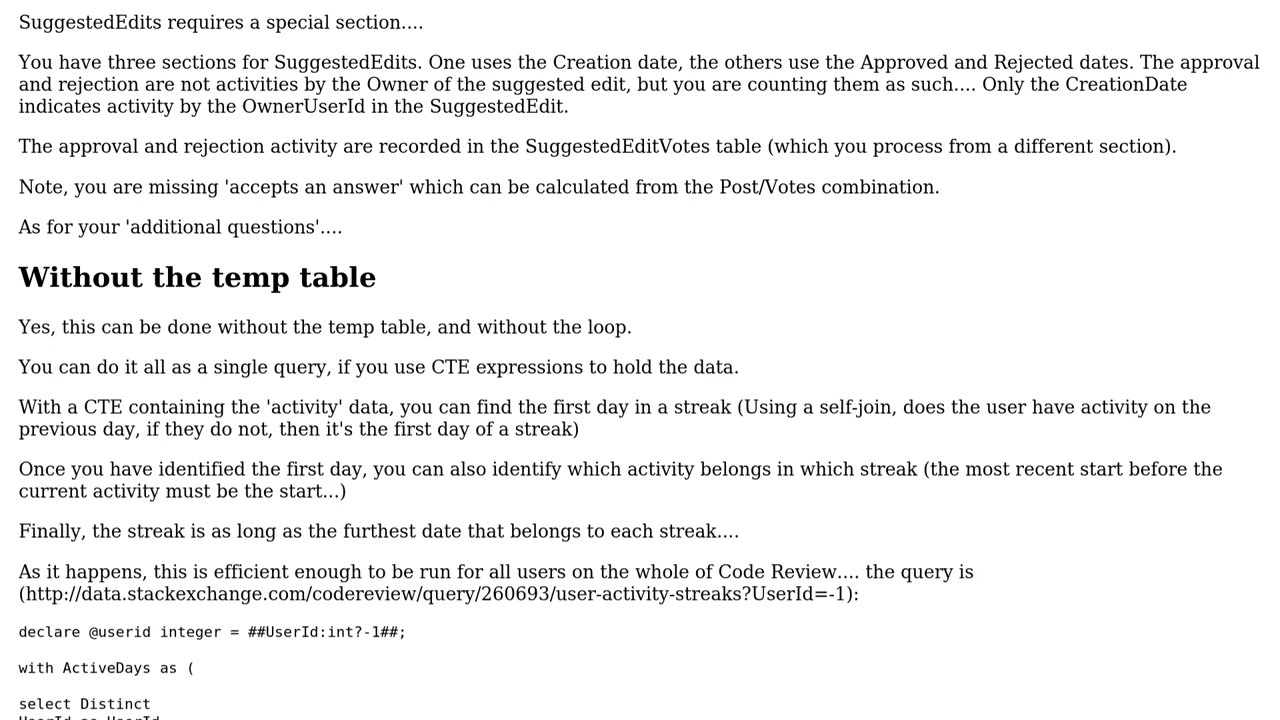 SuggestedEdits requires a special section....
You have three sections for SuggestedEdits. One uses the Creation date, the others use the Approved and Rejected dates. The approval
and rejection are not activities by the Owner of the suggested edit, but you are counting them as such.... Only the CreationDate
indicates activity by the OwnerUserId in the SuggestedEdit.
The approval and rejection activity are recorded in the SuggestedEditVotes table (which you process from a different section).
Note, you are missing 'accepts an answer' which can be calculated from the Post/Votes combination.
As for your 'additional questions'....
Without the temp table
Yes, this can be done without the temp table, and without the loop.
You can do it all as a single query, if you use CTE expressions to hold the data.
With a CTE containing the 'activity' data, you can find the first day in a streak (Using a self-join, does the user have activity on the
previous day, if they do not, then it's the first day of a streak)
Once you have identified the first day, you can also identify which activity belongs in which streak (the most recent start before the
current activity must be the start...)
Finally, the streak is as long as the furthest date that belongs to each streak....
As it happens, this is efficient enough to be run for all users on the whole of Code Review.... the query is
(http://data.stackexchange.com/codereview/query/260693/user-activity-streaks?UserId=-1):
declare @userid integer = ##UserId:int?-1##;
with ActiveDays as (
select Distinct